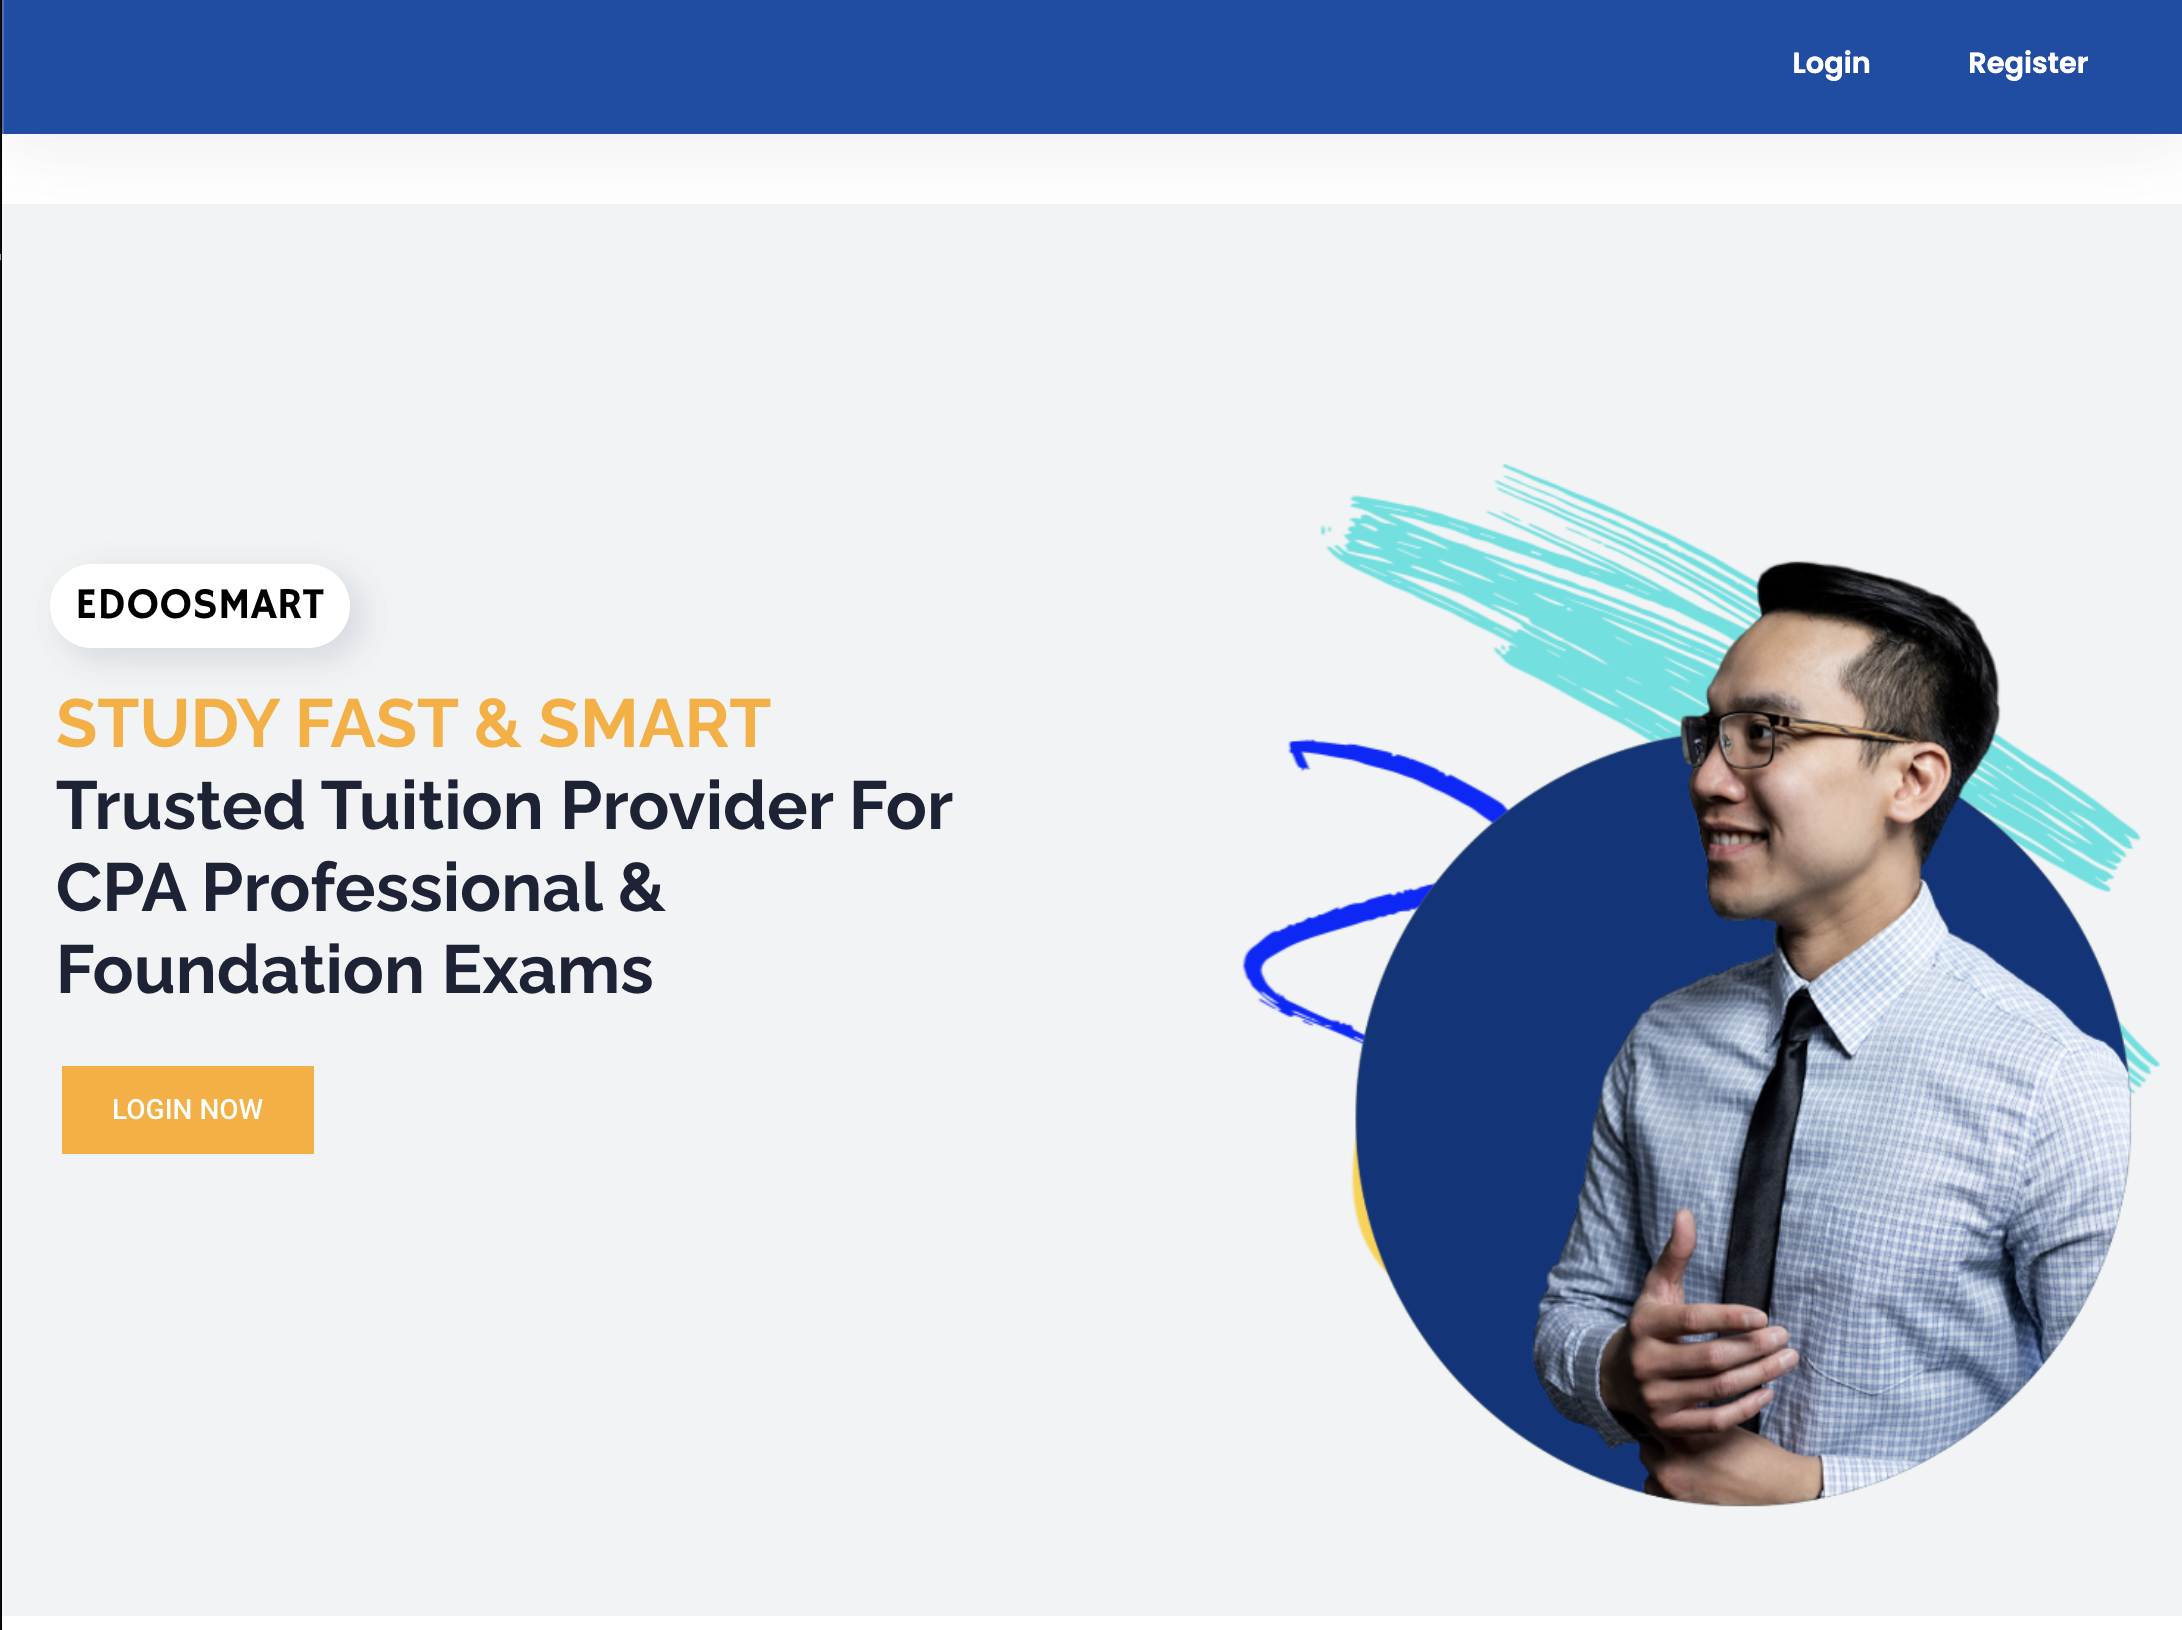 Login Register
EDOOSMART
STUDY FAST & SMART
Trusted Tuition Provider For
CPA Professional &
Foundation Exams
LOGIN NOW